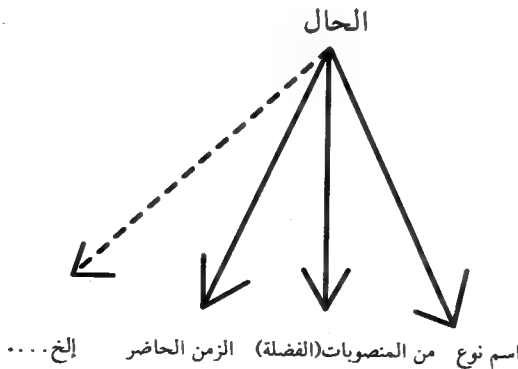 الحال
اسم نوع من المنصوبات(الفضلة) الزمن الحاضر إلخ....